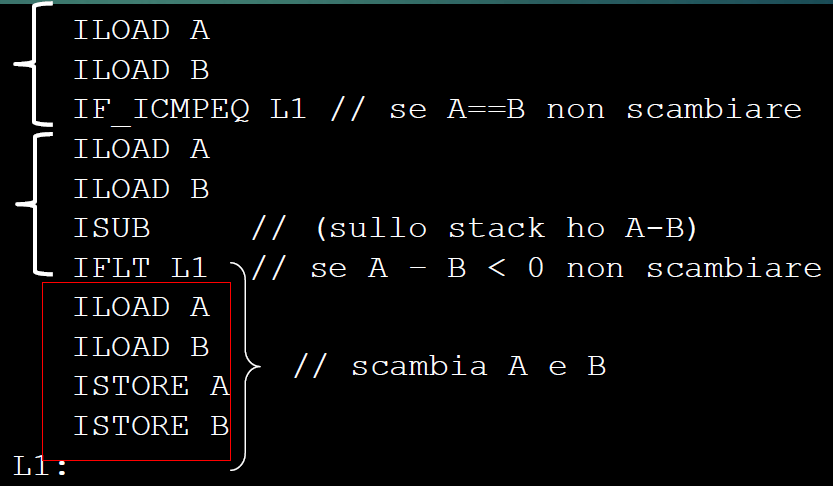 ILOAD A
ILOAD B
IF_ICMPEQ L1 // se A==B non scambiare
ILOAD A
ILOAD B
ISUB // (sullo stack ho A-B)
IFLT L1 // se A – B < 0 non scambiare
ILOAD A
ILOAD B
// scambia A e B
ISTORE A
ISTORE B
L1: